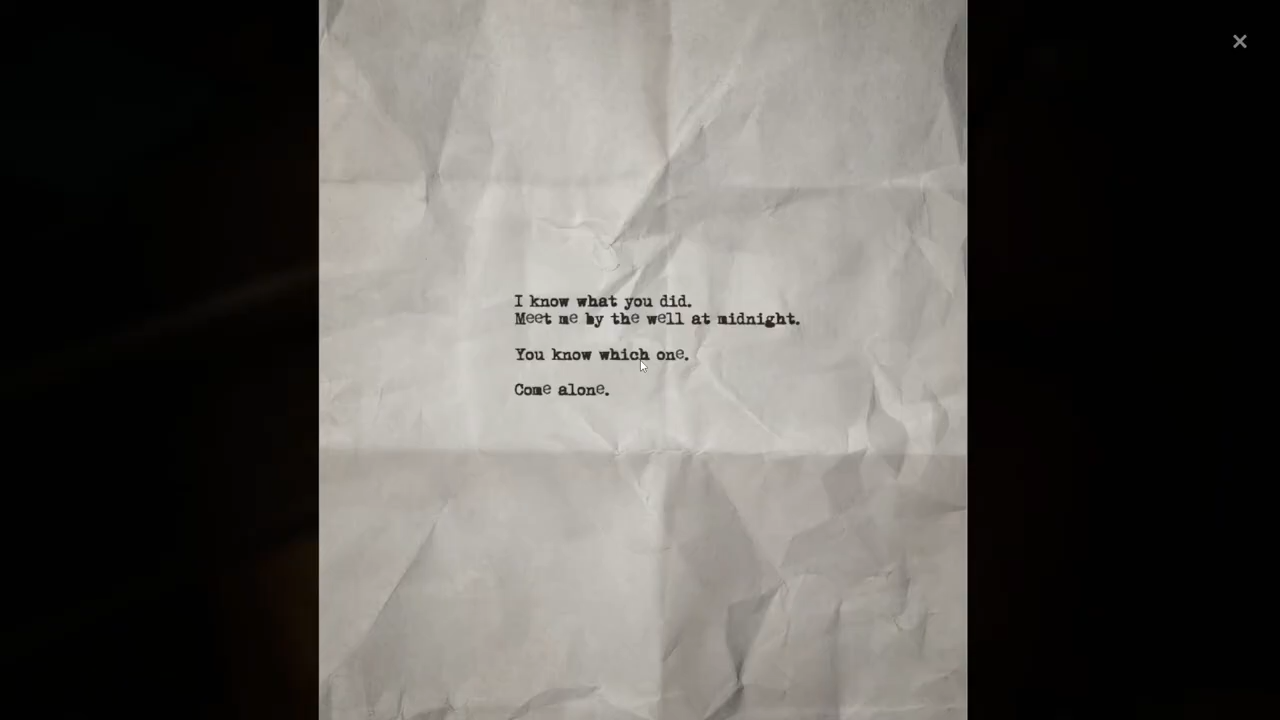 I know what you did.
Meet me by the well at midnight.
You know which one.
Come alone.